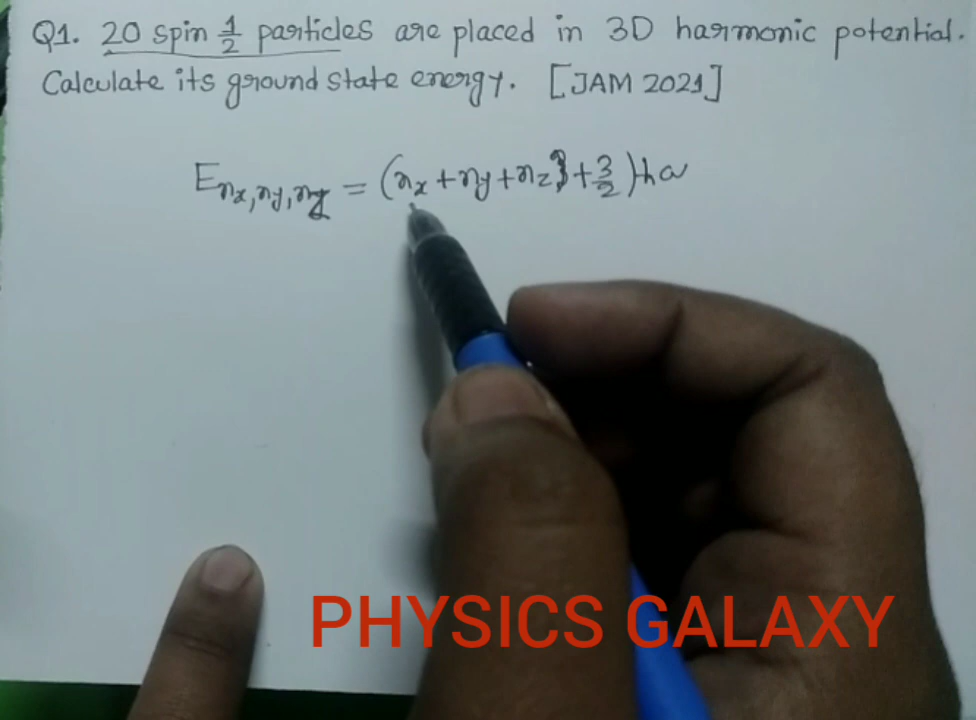 Q1. 20 spin 1/2 particles are placed in 3D harmonic potential.
Calculate its ground state energy. [JAM 2021]
E_{nx,ny,nz} = (nx+ny+nz+3/2)ħω
PHYSICS GALAXY